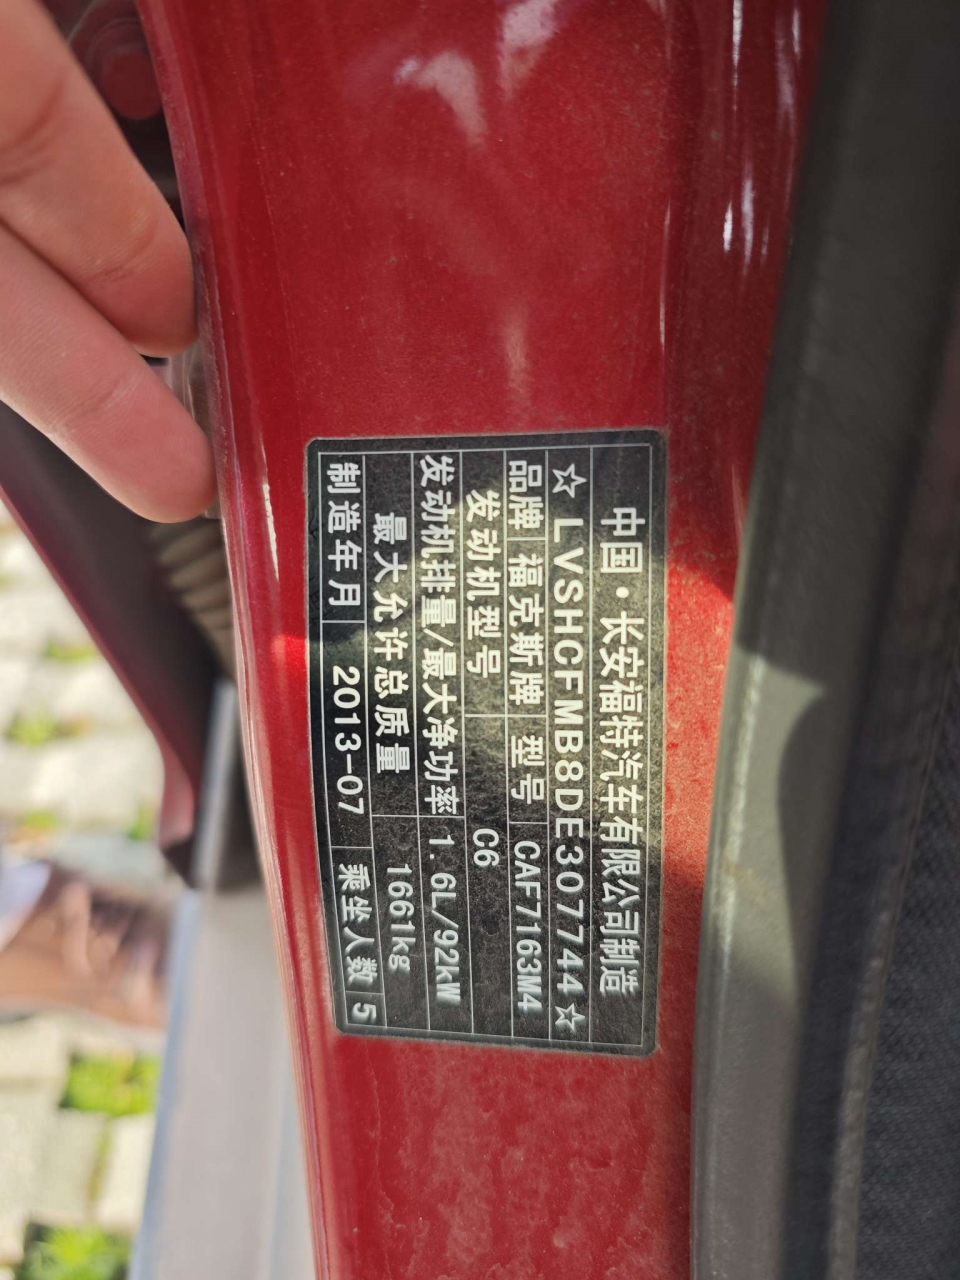 中国·长安福特汽车有限公司制造
☆LVSHCFMB8DE307744☆
品牌 福克斯牌 型号 CAF7163M4
发动机型号 C6
发动机排量/最大净功率 1.6L/92kW
最大允许总质量 1661kg
制造年月 2013-07 乘坐人数 5